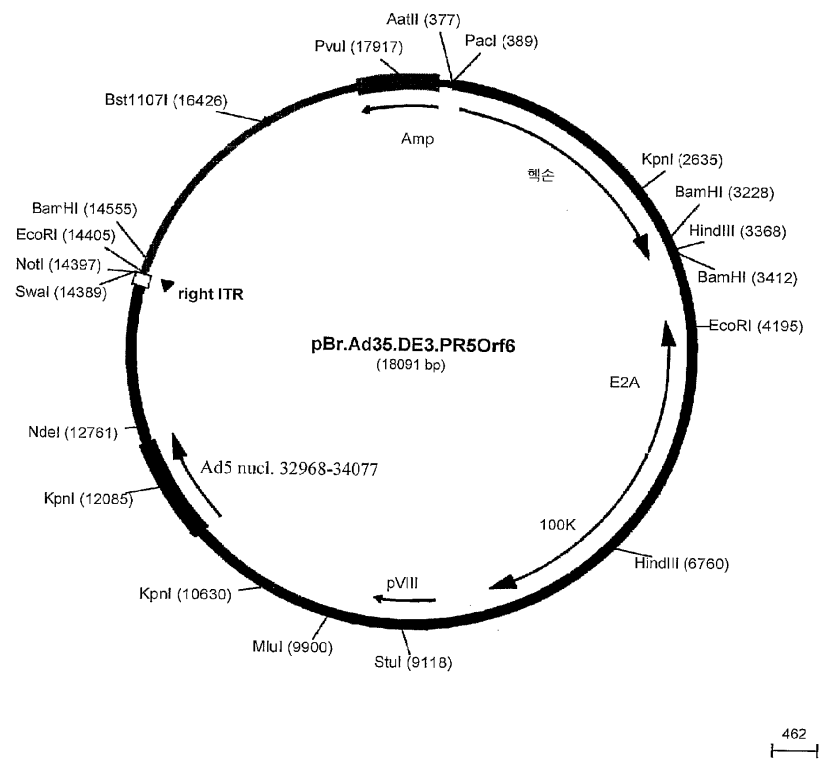 AatII (377)
PvuI (17917)
PacI (389)
Bst1107I (16426)
Amp
KpnI (2635)
헥손
BamHI (3228)
BamHI (14555)
HindIII (3368)
EcoRI (14405)
NotI (14397)
BamHI (3412)
SwaI (14389)
right ITR
EcoRI (4195)
pBr.Ad35.DE3.PR5Orf6
(18091 bp)
E2A
NdeI (12761)
Ad5 nucl. 32968-34077
KpnI (12085)
100K
HindIII (6760)
pVIII
KpnI (10630)
MluI (9900)
StuI (9118)
462